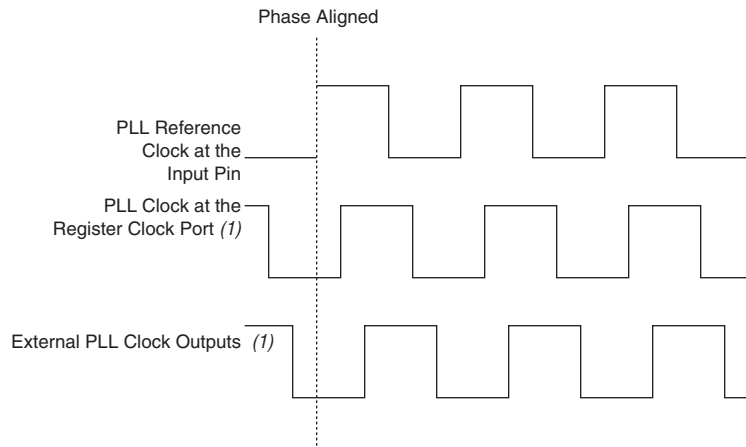 Phase Aligned
PLL Reference
Clock at the
Input Pin
PLL Clock at the
Register Clock Port (1)
External PLL Clock Outputs (1)